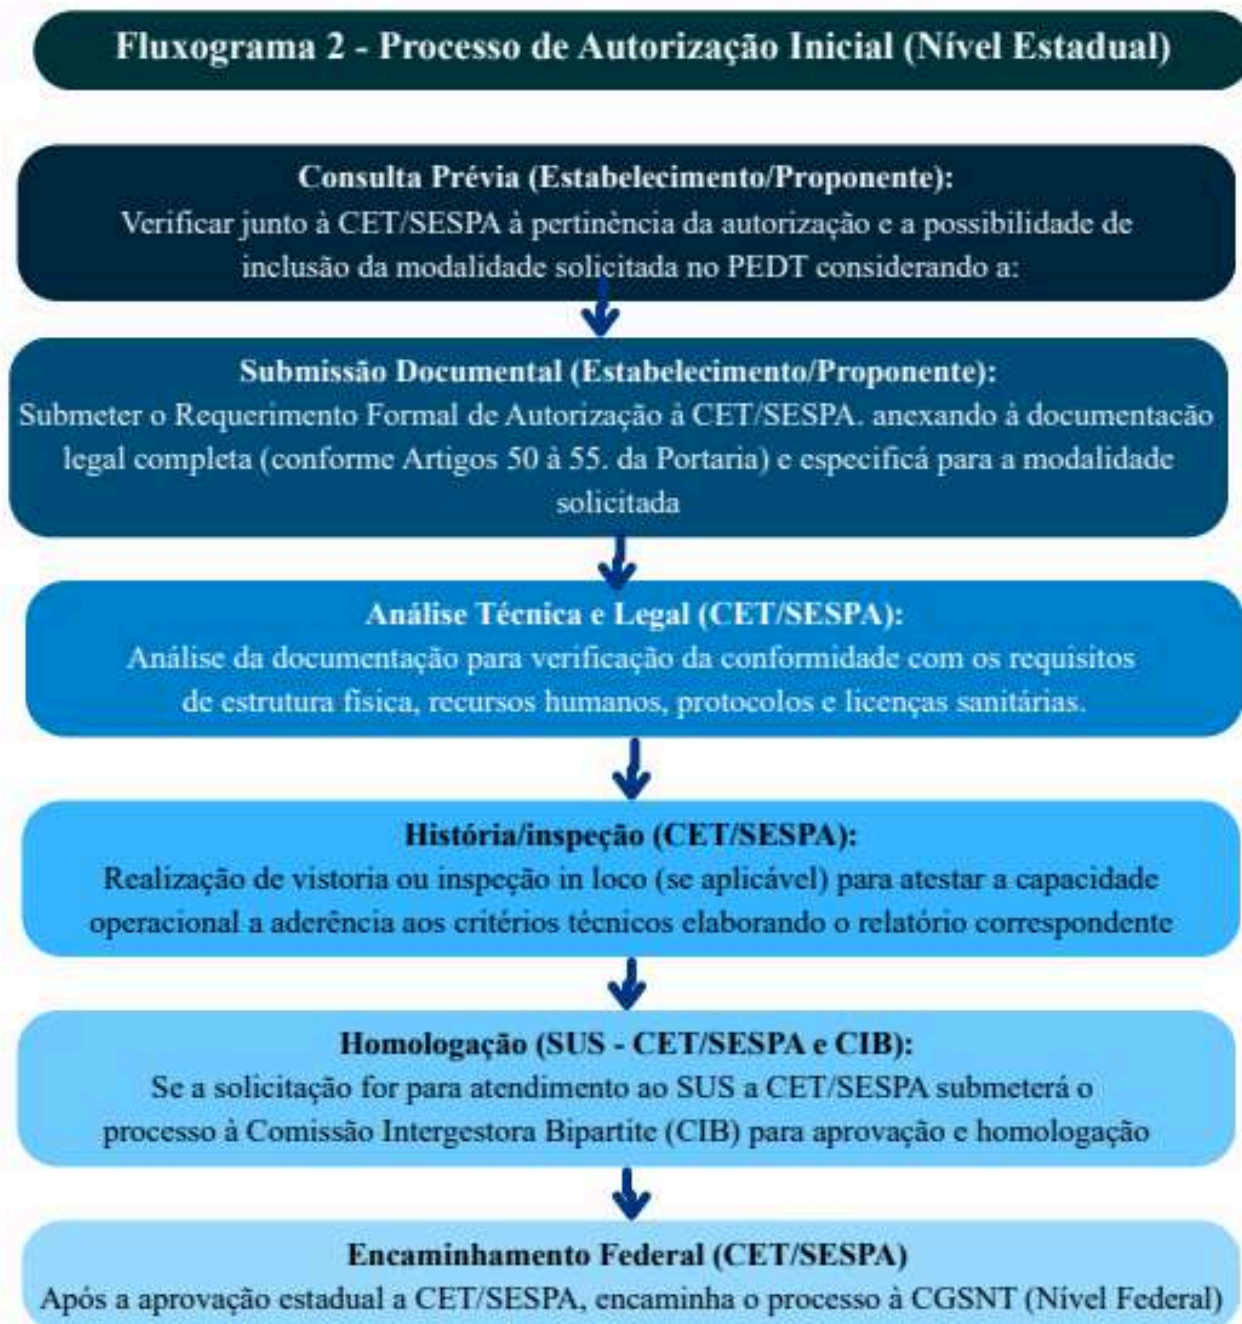 Fluxograma 2 - Processo de Autorização Inicial (Nível Estadual)
Consulta Prévia (Estabelecimento/Proponente):
Verificar junto à CET/SESPA à pertinència da autorização e a possibilidade de
inclusão da modalidade solicitada no PEDT considerando a:
Submissão Documental (Estabelecimento/Proponente):
Submeter o Requerimento Formal de Autorização à CET/SESPA. anexando à documentacão
legal completa (conforme Artigos 50 à 55. da Portaria) e especificá para a modalidade
solicitada
Análise Técnica e Legal (CET/SESPA):
Análise da documentação para verificação da conformidade com os requisitos
de estrutura física, recursos humanos, protocolos e licenças sanitárias.
História/inspeção (CET/SESPA):
Realização de vistoria ou inspeção in loco (se aplicável) para atestar a capacidade
operacional a aderência aos critérios técnicos elaborando o relatório correspondente
Homologação (SUS - CET/SESPA e CIB):
Se a solicitação for para atendimento ao SUS a CET/SESPA submeterá o
processo à Comissão Intergestora Bipartite (CIB) para aprovação e homologação
Encaminhamento Federal (CET/SESPA)
Após a aprovação estadual a CET/SESPA, encaminha o processo à CGSNT (Nível Federal)